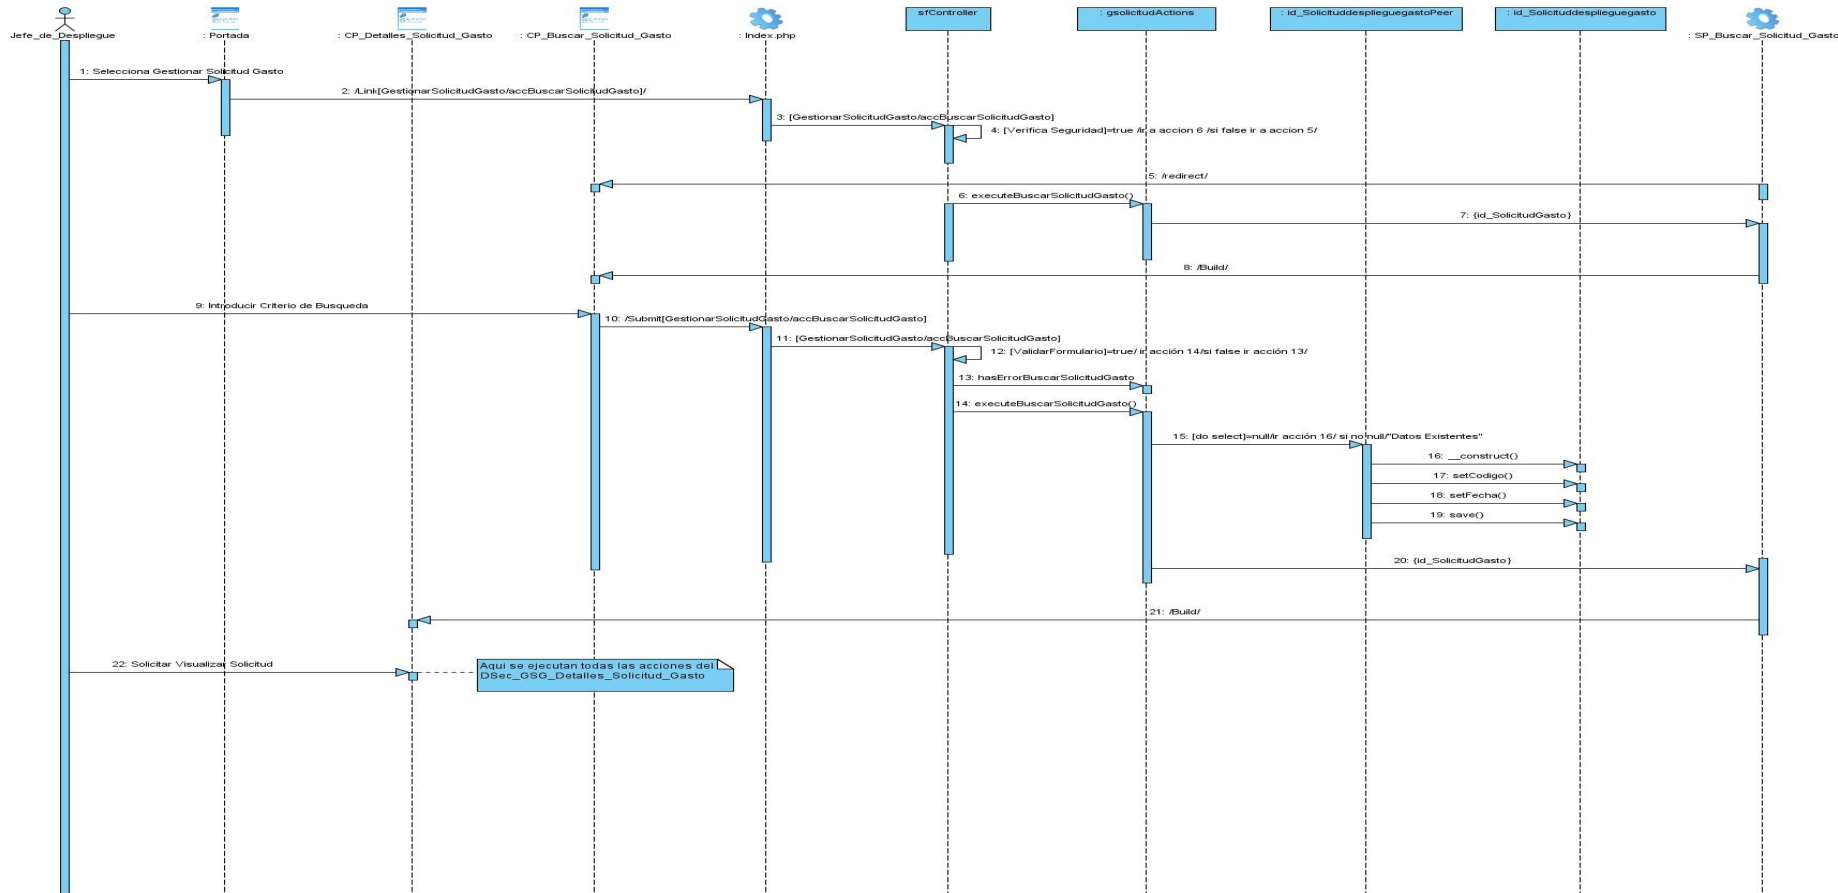 sfController
: gsolicitudActions
: id_SolicituddesplieguegastoPeer
: id_Solicituddesplieguegasto
Jefe_de_Despliegue
: Portada
: CP_Detalles_Solicitud_Gasto
: CP_Buscar_Solicitud_Gasto
: Index.php
: SP_Buscar_Solicitud_Gasto
1: Selecciona Gestionar Solicitud Gasto
2: /Link[GestionarSolicitudGasto/accBuscarSolicitudGasto]/
3: [GestionarSolicitudGasto/accBuscarSolicitudGasto]
4: [Verifica Seguridad]=true /ir a accion 6 /si false ir a accion 5/
5: /redirect/
6: executeBuscarSolicitudGasto()
7: {id_SolicitudGasto}
8: /Build/
9: Introducir Criterio de Busqueda
10: /Submit[GestionarSolicitudGasto/accBuscarSolicitudGasto]
11: [GestionarSolicitudGasto/accBuscarSolicitudGasto]
12: [ValidarFormulario]=true/ ir acción 14/si false ir acción 13/
13: hasErrorBuscarSolicitudGasto
14: executeBuscarSolicitudGasto()
15: [do select]=null/ir acción 16/ si no null/"Datos Existentes"
16: __construct()
17: setCodigo()
18: setFecha()
19: save()
20: {id_SolicitudGasto}
21: /Build/
22: Solicitar Visualizar Solicitud
Aqui se ejecutan todas las acciones del
DSec_GSG_Detalles_Solicitud_Gasto